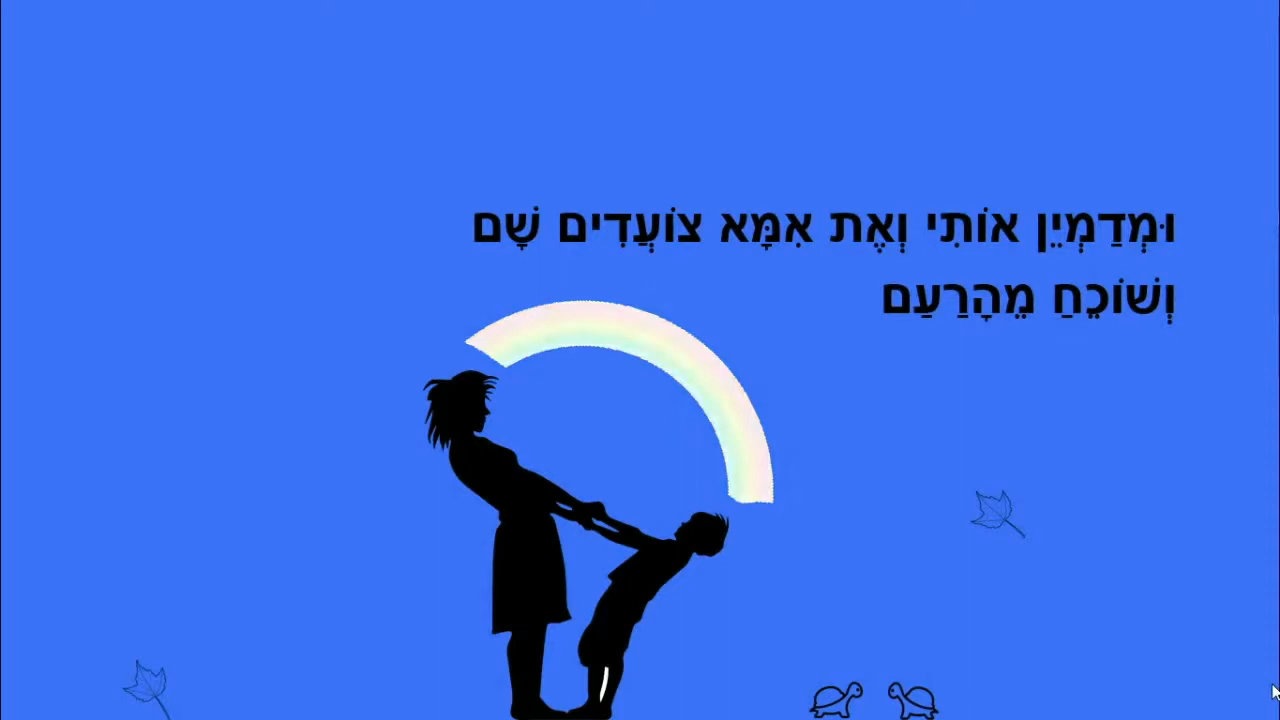 וּמְדַמְיֵן אוֹתִי וְאֶת אִמָּא צוֹעֲדִים שָׁם
וְשׁוֹכֵחַ מֵהָרַעַם